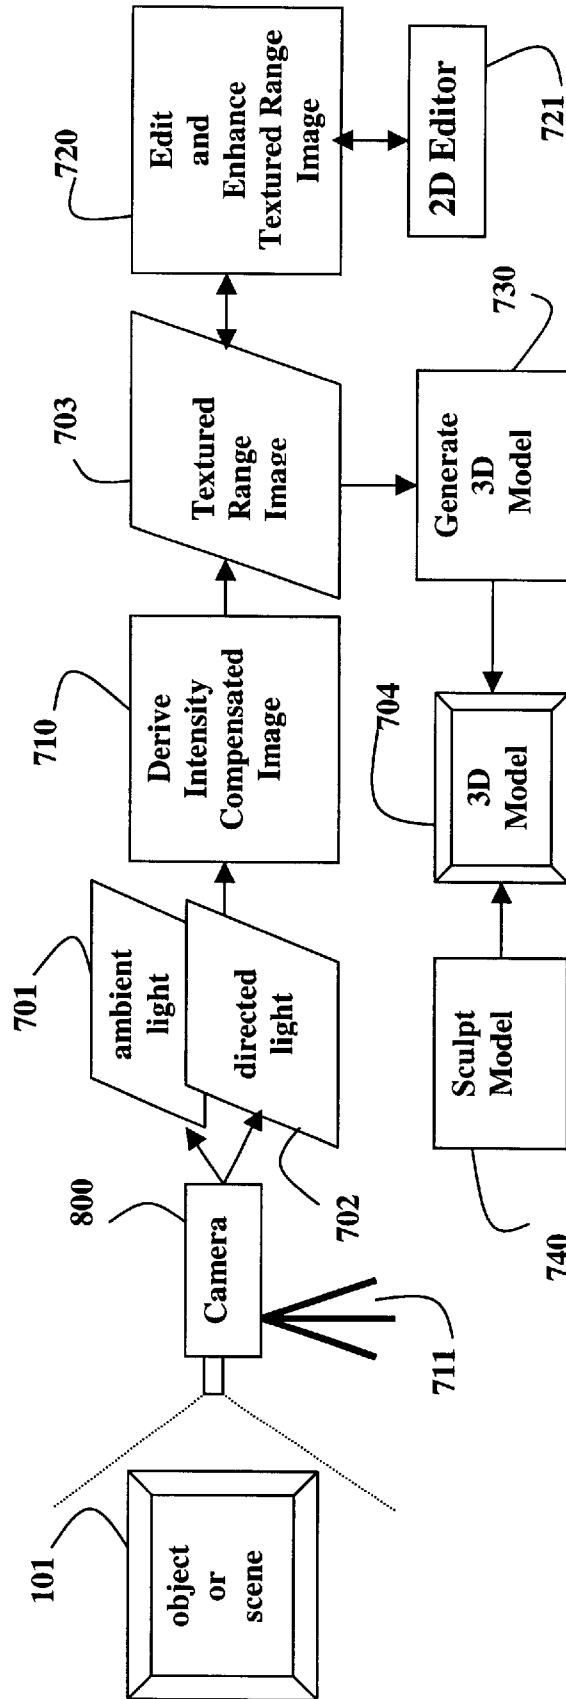 101
object
or
scene
Camera
800
711
701
ambient
light
directed
light
702
710
Derive
Intensity
Compensated
Image
703
Textured
Range
Image
720
Edit
and
Enhance
Textured Range
Image
2D Editor
721
740
Sculpt
Model
704
3D
Model
Generate
3D
Model
730